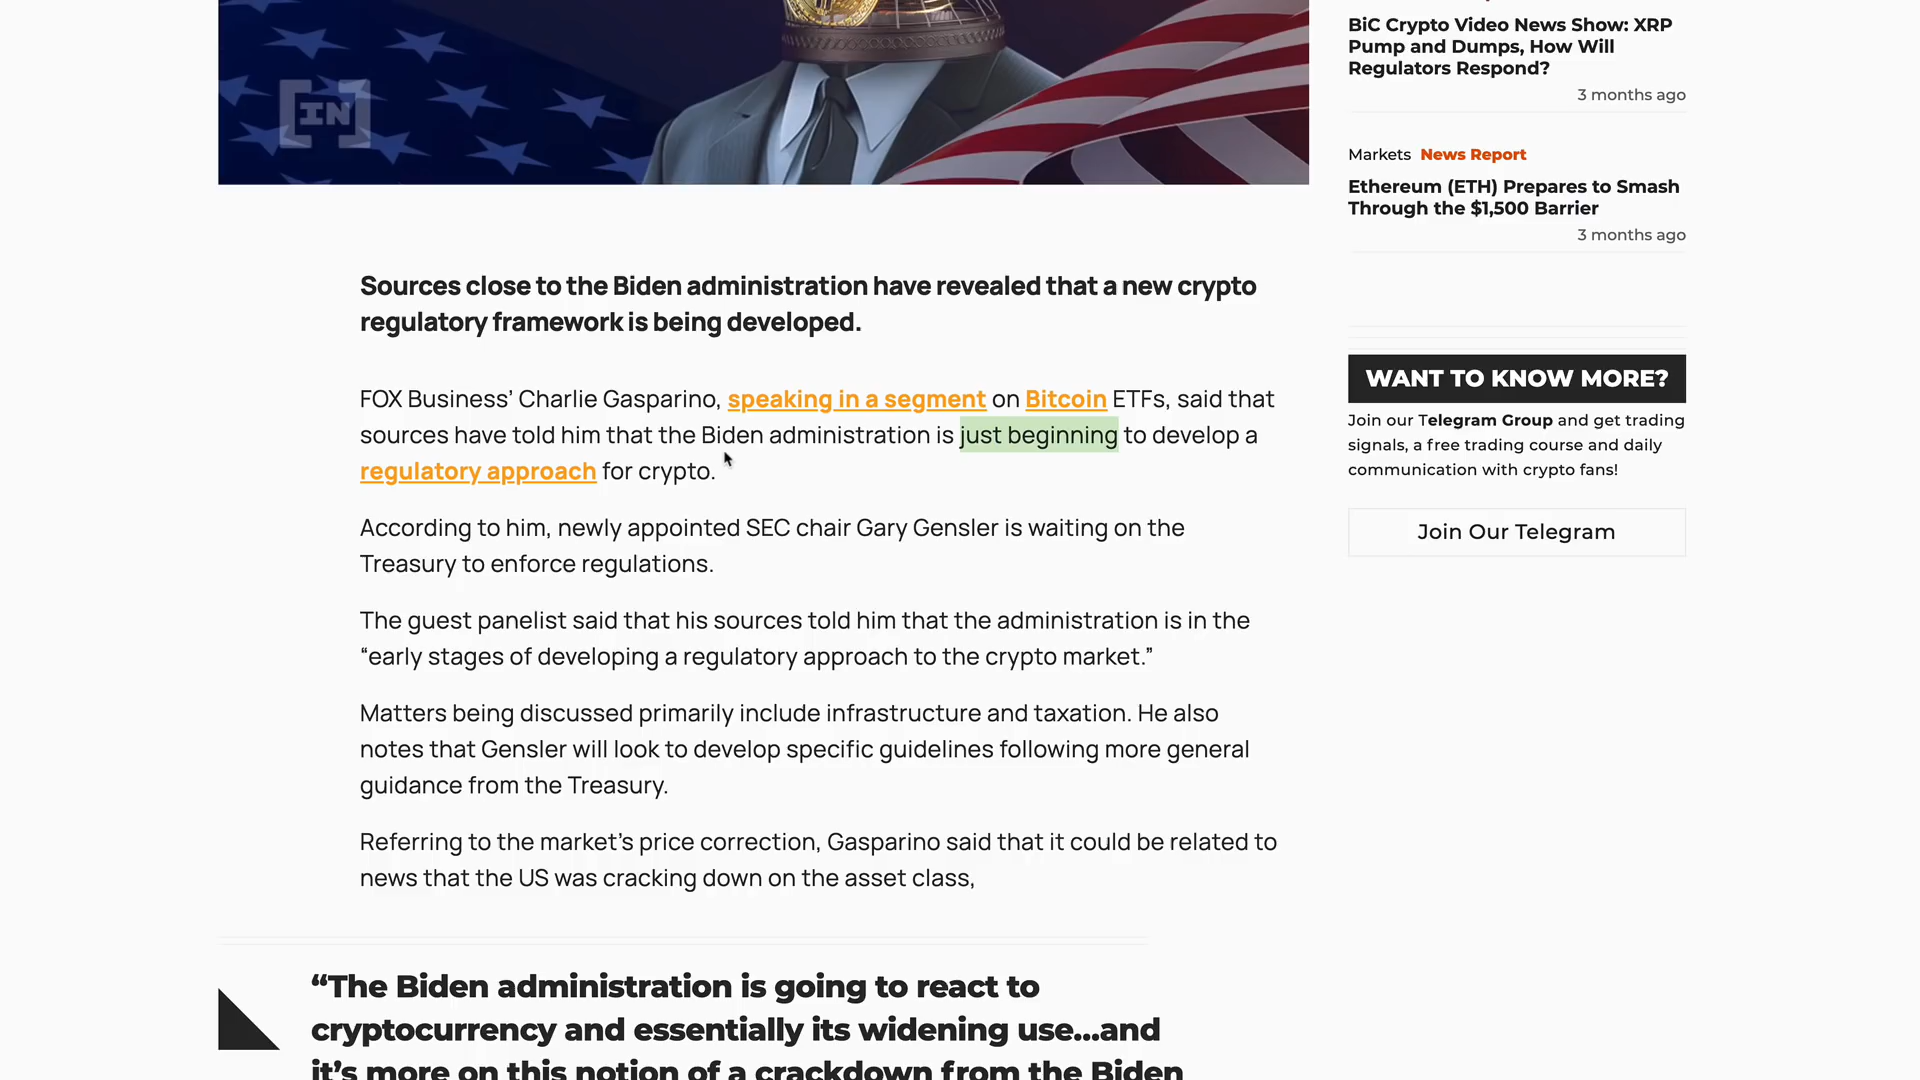 [IN]
Sources close to the Biden administration have revealed that a new crypto
regulatory framework is being developed.
FOX Business’ Charlie Gasparino, speaking in a segment on Bitcoin ETFs, said that
sources have told him that the Biden administration is just beginning to develop a
regulatory approach for crypto.
According to him, newly appointed SEC chair Gary Gensler is waiting on the
Treasury to enforce regulations.
The guest panelist said that his sources told him that the administration is in the
“early stages of developing a regulatory approach to the crypto market.”
Matters being discussed primarily include infrastructure and taxation. He also
notes that Gensler will look to develop specific guidelines following more general
guidance from the Treasury.
Referring to the market’s price correction, Gasparino said that it could be related to
news that the US was cracking down on the asset class,
“The Biden administration is going to react to
cryptocurrency and essentially its widening use...and
it’s more on this notion of a crackdown from the Biden
BiC Crypto Video News Show: XRP
Pump and Dumps, How Will
Regulators Respond?
3 months ago
Markets News Report
Ethereum (ETH) Prepares to Smash
Through the $1,500 Barrier
3 months ago
WANT TO KNOW MORE?
Join our Telegram Group and get trading
signals, a free trading course and daily
communication with crypto fans!
Join Our Telegram